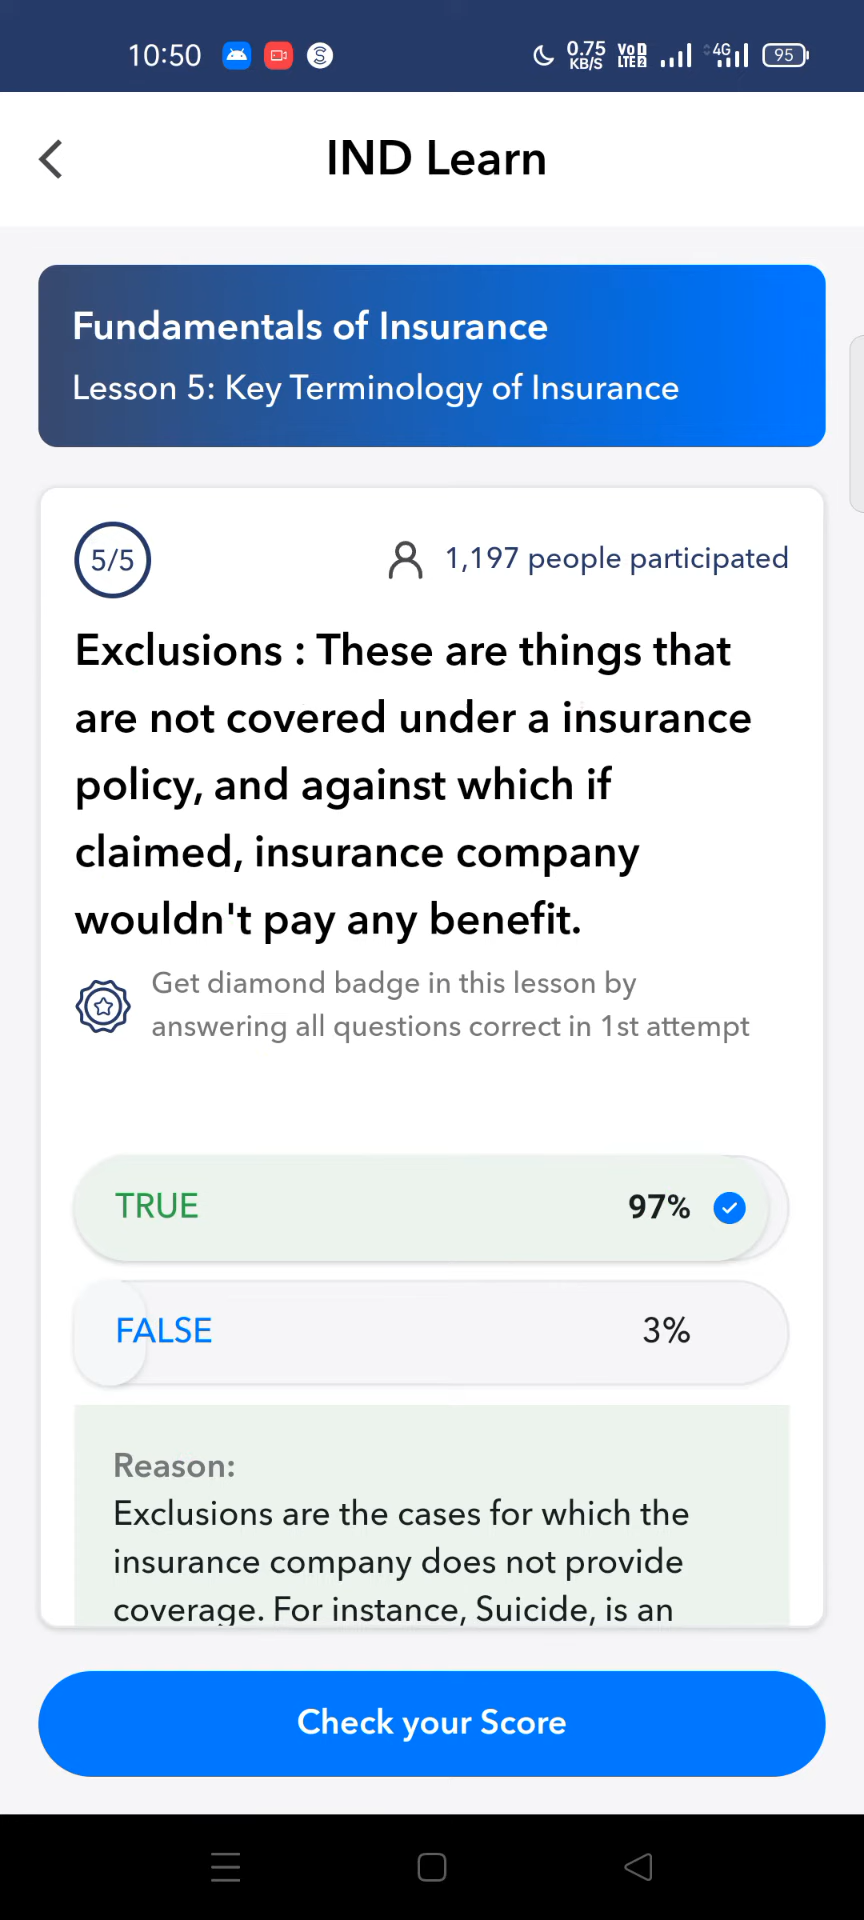 10:50
0.75 KB/S
VoD LTE 2
4G
95
IND Learn
Fundamentals of Insurance
Lesson 5: Key Terminology of Insurance
5/5
1,197 people participated
Exclusions : These are things that
are not covered under a insurance
policy, and against which if
claimed, insurance company
wouldn't pay any benefit.
Get diamond badge in this lesson by
answering all questions correct in 1st attempt
TRUE 97%
FALSE 3%
Reason:
Exclusions are the cases for which the
insurance company does not provide
coverage. For instance, Suicide, is an
Check your Score